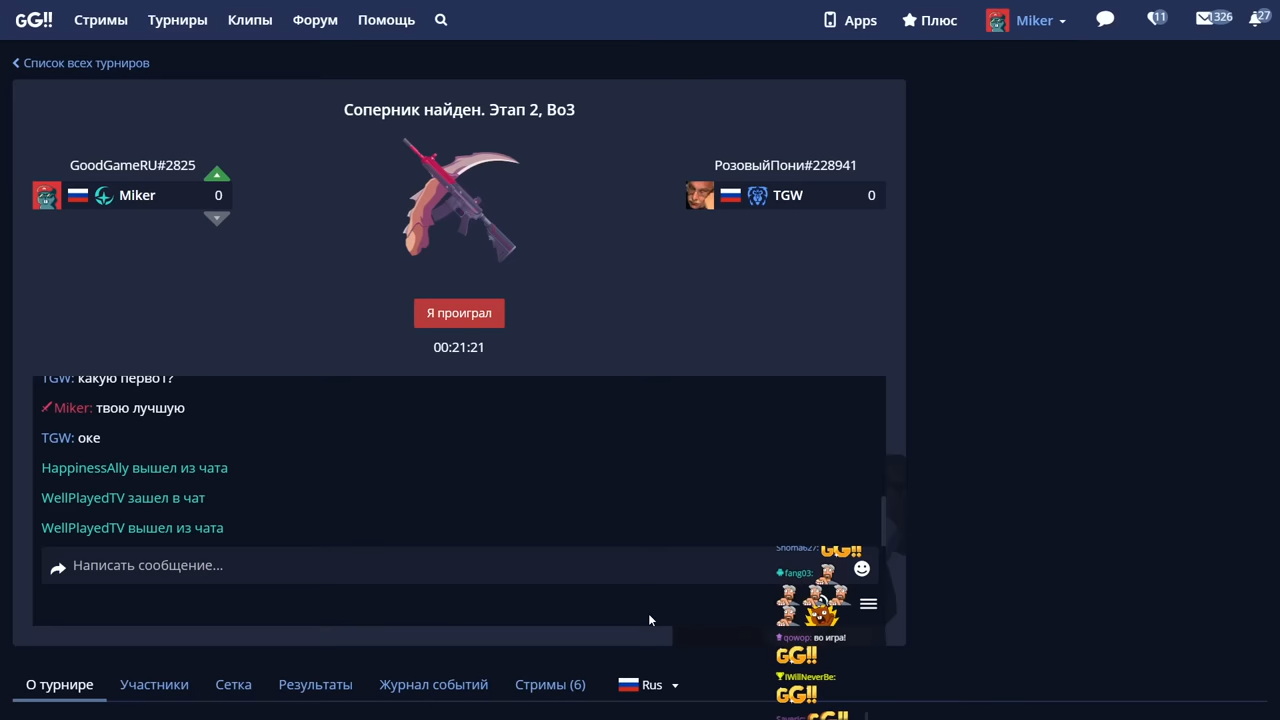 GG!! Стримы Турниры Клипы Форум Помощь Apps Плюс Miker 11 326 27
Список всех турниров
Соперник найден. Этап 2, Bo3
GoodGameRU#2825
Miker 0
РозовыйПони#228941
TGW 0
Я проиграл
00:21:21
TGW: какую первот?
Miker: твою лучшую
TGW: оке
HappinessAlly вышел из чата
WellPlayedTV зашел в чат
WellPlayedTV вышел из чата
Написать сообщение...
GG!!
fang03:
qowop: во игра!
GG!!
IWillNeverBe:
GG!!
О турнире Участники Сетка Результаты Журнал событий Стримы (6) Rus